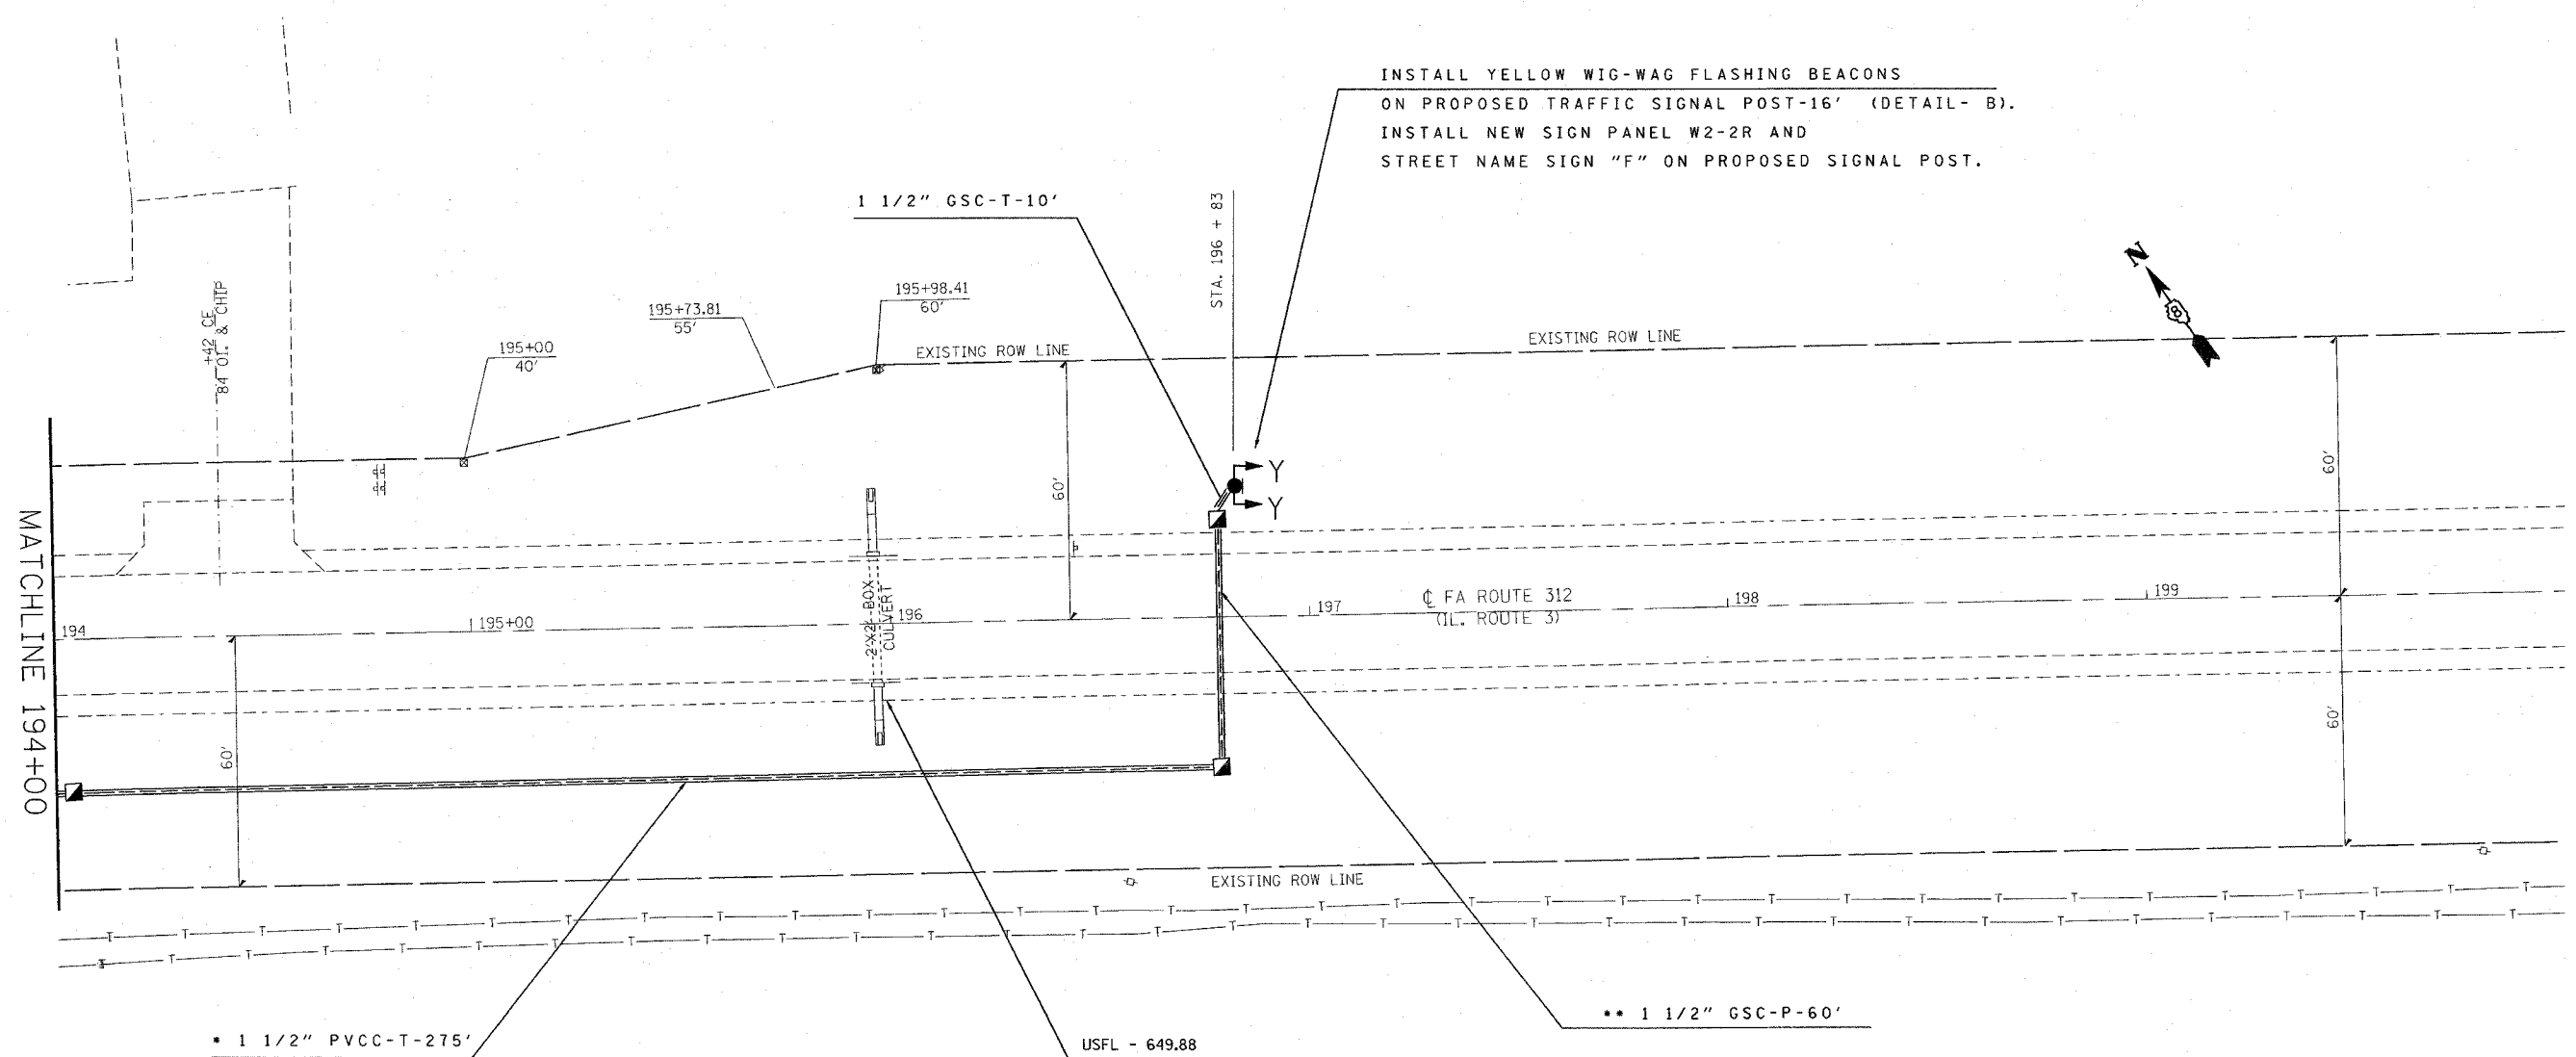 INSTALL YELLOW WIG-WAG FLASHING BEACONS
ON PROPOSED TRAFFIC SIGNAL POST-16' (DETAIL- B).
INSTALL NEW SIGN PANEL W2-2R AND
STREET NAME SIGN "F" ON PROPOSED SIGNAL POST.
1 1/2" GSC-T-10'
STA. 196 + 83
N
+42 CE
84' OI. & CHIP
195+00
40'
195+73.81
55'
195+98.41
60'
EXISTING ROW LINE
EXISTING ROW LINE
60'
60'
Y
Y
MATCHLINE 194+00
194
195+00
2'X2' BOX
CULVERT
196
197
℄ FA ROUTE 312
(IL. ROUTE 3)
198
199
60'
60'
EXISTING ROW LINE
T T T T T T T T T T T T T T T T T T T T T T T T T T T T T T T T T
T T T T T T T T T T T T T T T T T T T T T T T T T T T T T T T T
* 1 1/2" PVCC-T-275'
USFL - 649.88
** 1 1/2" GSC-P-60'